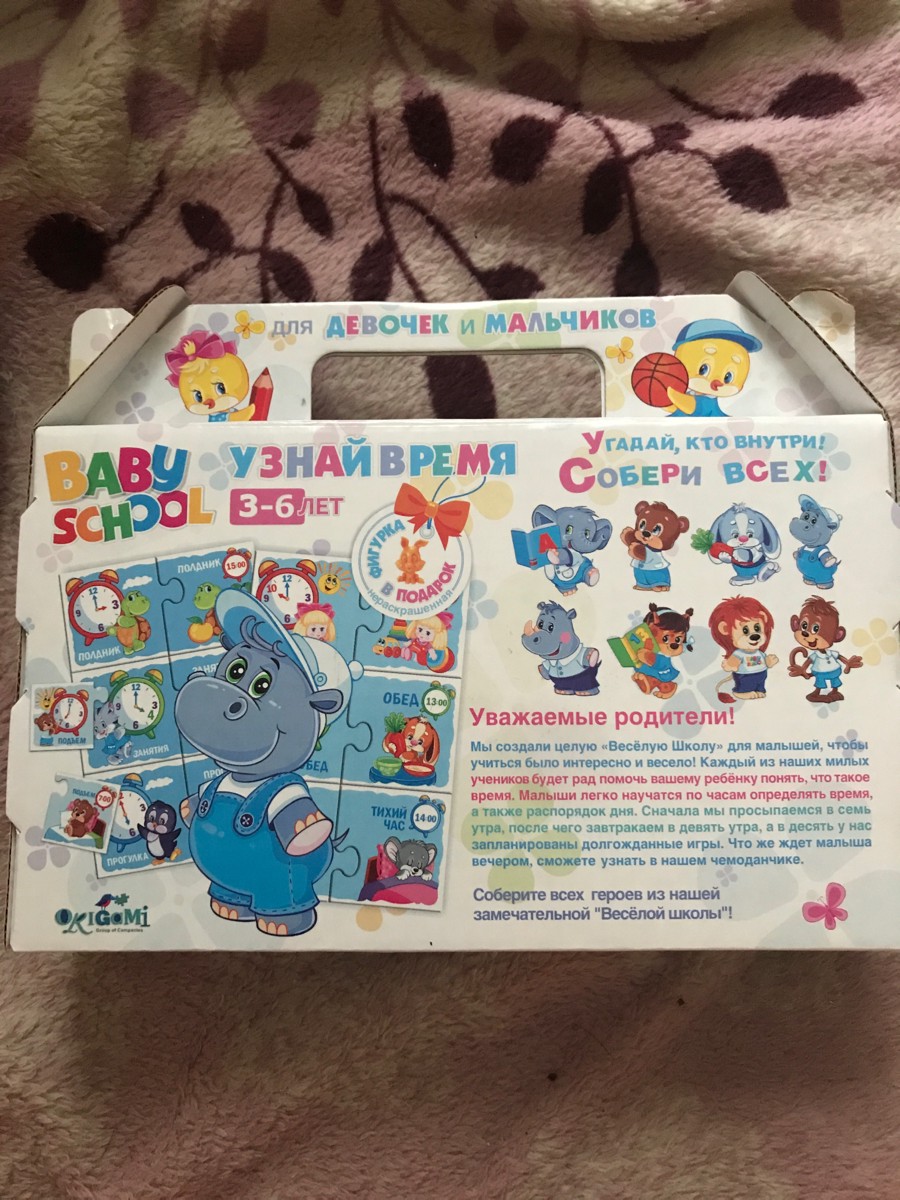 для ДЕВОЧЕК и МАЛЬЧИКОВ
BABY
SCHOOL
УЗНАЙ ВРЕМЯ
3-6 ЛЕТ
УГАДАЙ, КТО ВНУТРИ!
СОБЕРИ ВСЕХ!
ФИГУРКА
В ПОДАРОК
нераскрашенная
ПОЛДНИК
15:00
ПОЛДНИК
ОБЕД
13:00
ПОДЪЕМ
ЗАНЯТИЯ
7:00
ПРОГУЛКА
ТИХИЙ
ЧАС
14:00
Уважаемые родители!
Мы создали целую «Весёлую Школу» для малышей, чтобы
учиться было интересно и весело! Каждый из наших милых
учеников будет рад помочь вашему ребёнку понять, что такое
время. Малыши легко научатся по часам определять время,
а также распорядок дня. Сначала мы просыпаемся в семь
утра, после чего завтракаем в девять утра, а в десять у нас
запланированы долгожданные игры. Что же ждет малыша
вечером, сможете узнать в нашем чемоданчике.
Соберите всех героев из нашей
замечательной "Весёлой школы"!
ORIGAMI
Group of Companies